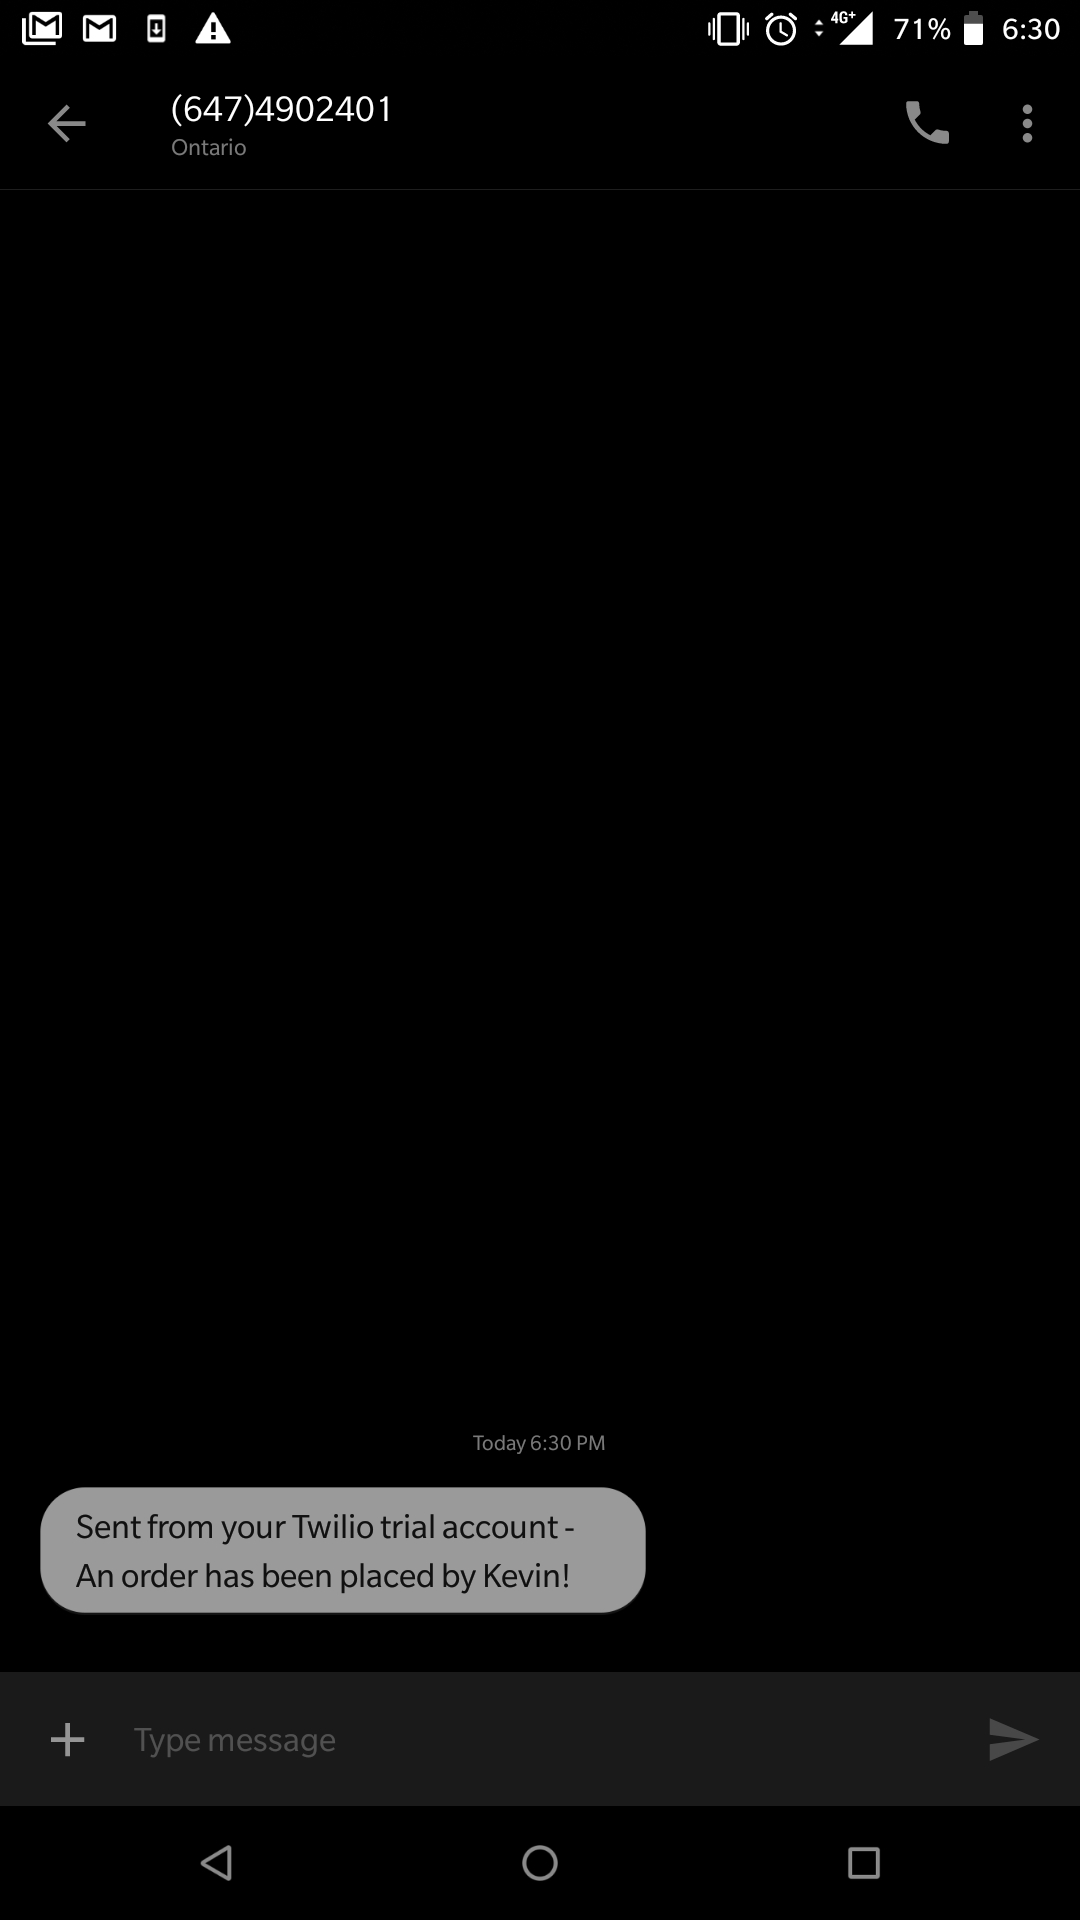 4G+ 71% 6:30
(647)4902401
Ontario
Today 6:30 PM
Sent from your Twilio trial account -
An order has been placed by Kevin!
Type message